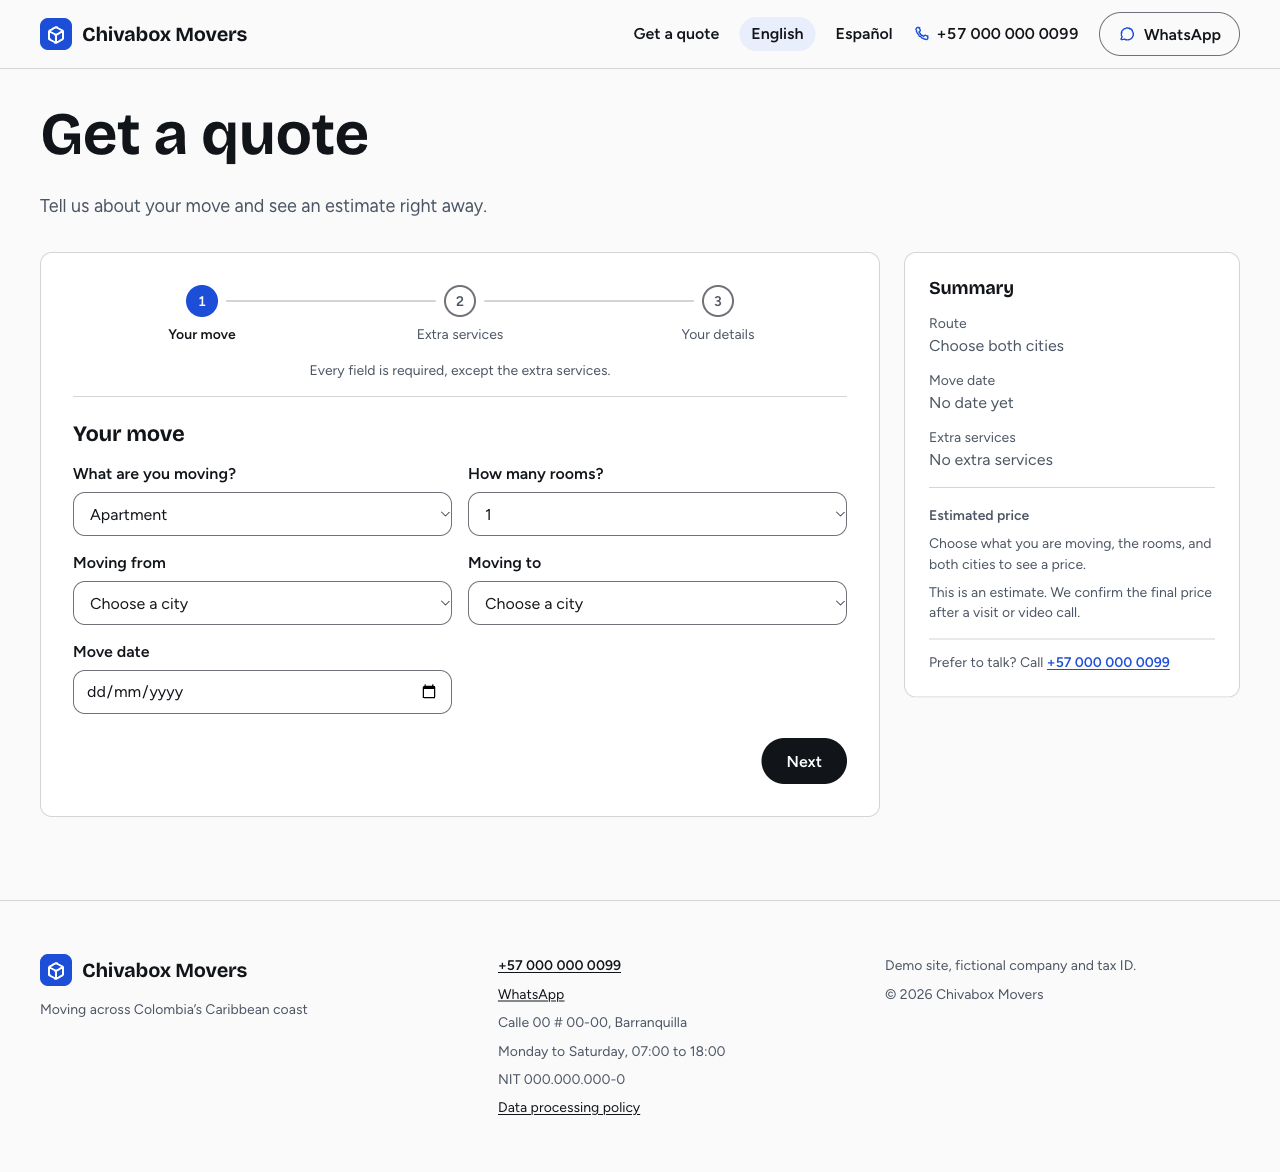 Chivabox Movers
Get a quote
English
Español
+57 000 000 0099
WhatsApp
Get a quote
Tell us about your move and see an estimate right away.
1
2
3
Your move
Extra services
Your details
Every field is required, except the extra services.
Your move
What are you moving?
How many rooms?
Apartment
1
Moving from
Moving to
Choose a city
Choose a city
Move date
dd/mm/yyyy
Next
Summary
Route
Choose both cities
Move date
No date yet
Extra services
No extra services
Estimated price
Choose what you are moving, the rooms, and
both cities to see a price.
This is an estimate. We confirm the final price
after a visit or video call.
Prefer to talk? Call +57 000 000 0099
Chivabox Movers
Moving across Colombia’s Caribbean coast
+57 000 000 0099
WhatsApp
Calle 00 # 00-00, Barranquilla
Monday to Saturday, 07:00 to 18:00
NIT 000.000.000-0
Data processing policy
Demo site, fictional company and tax ID.
© 2026 Chivabox Movers